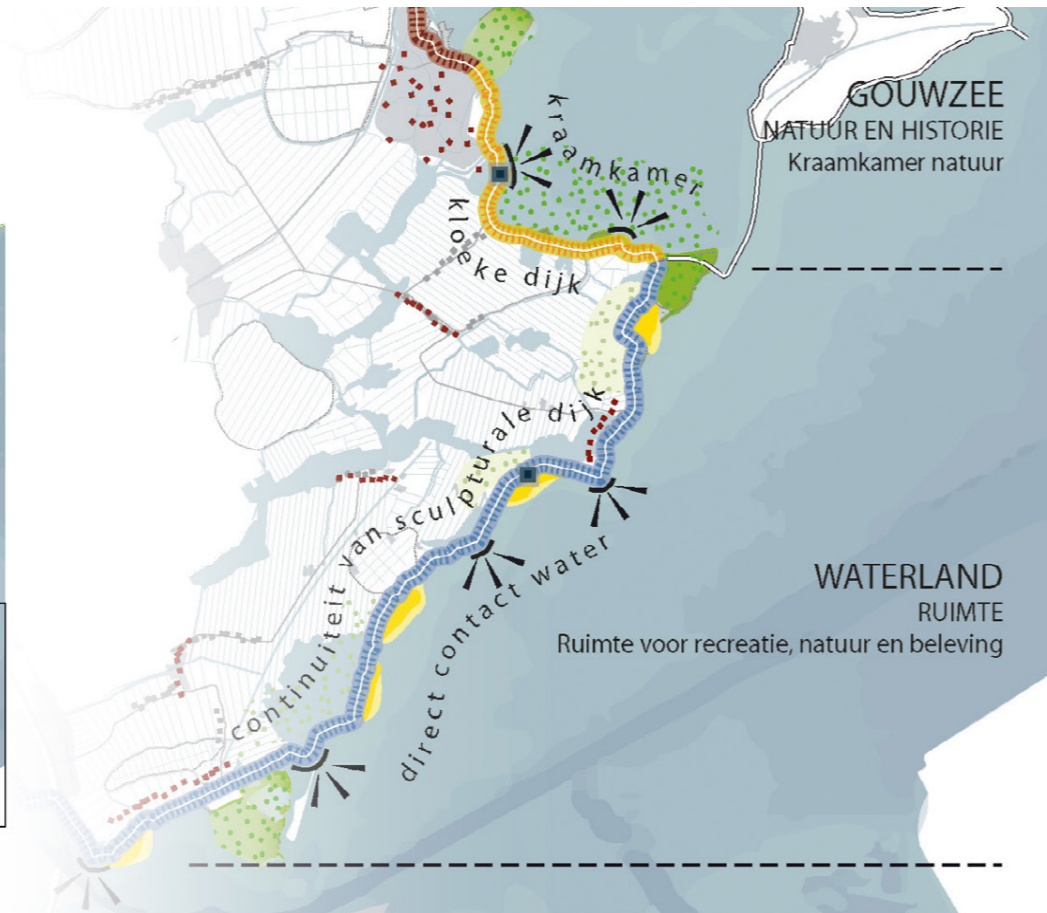 kraamkamer
GOUWZEE
NATUUR EN HISTORIE
Kraamkamer natuur
kloeke dijk
continuiteit van sculpturale dijk
direct contact water
WATERLAND
RUIMTE
Ruimte voor recreatie, natuur en beleving